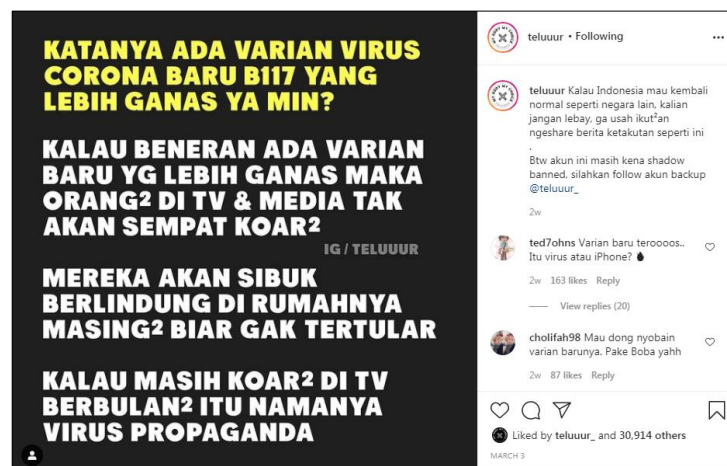 KATANYA ADA VARIAN VIRUS
CORONA BARU B117 YANG
LEBIH GANAS YA MIN?
KALAU BENERAN ADA VARIAN
BARU YG LEBIH GANAS MAKA
ORANG² DI TV & MEDIA TAK
AKAN SEMPAT KOAR²
IG / TELUUUR
MEREKA AKAN SIBUK
BERLINDUNG DI RUMAHNYA
MASING² BIAR GAK TERTULAR
KALAU MASIH KOAR² DI TV
BERBULAN² ITU NAMANYA
VIRUS PROPAGANDA
teluuur • Following
teluuur Kalau Indonesia mau kembali
normal seperti negara lain, kalian
jangan lebay, ga usah ikut²an
ngeshare berita ketakutan seperti ini
.
Btw akun ini masih kena shadow
banned, silahkan follow akun backup
@teluuur_
2w
ted7ohns Varian baru teroooos..
Itu virus atau iPhone?
2w 163 likes Reply
View replies (20)
cholifah98 Mau dong nyobain
varian barunya. Pake Boba yahh
2w 87 likes Reply
Liked by teluuur_ and 30,914 others
MARCH 3